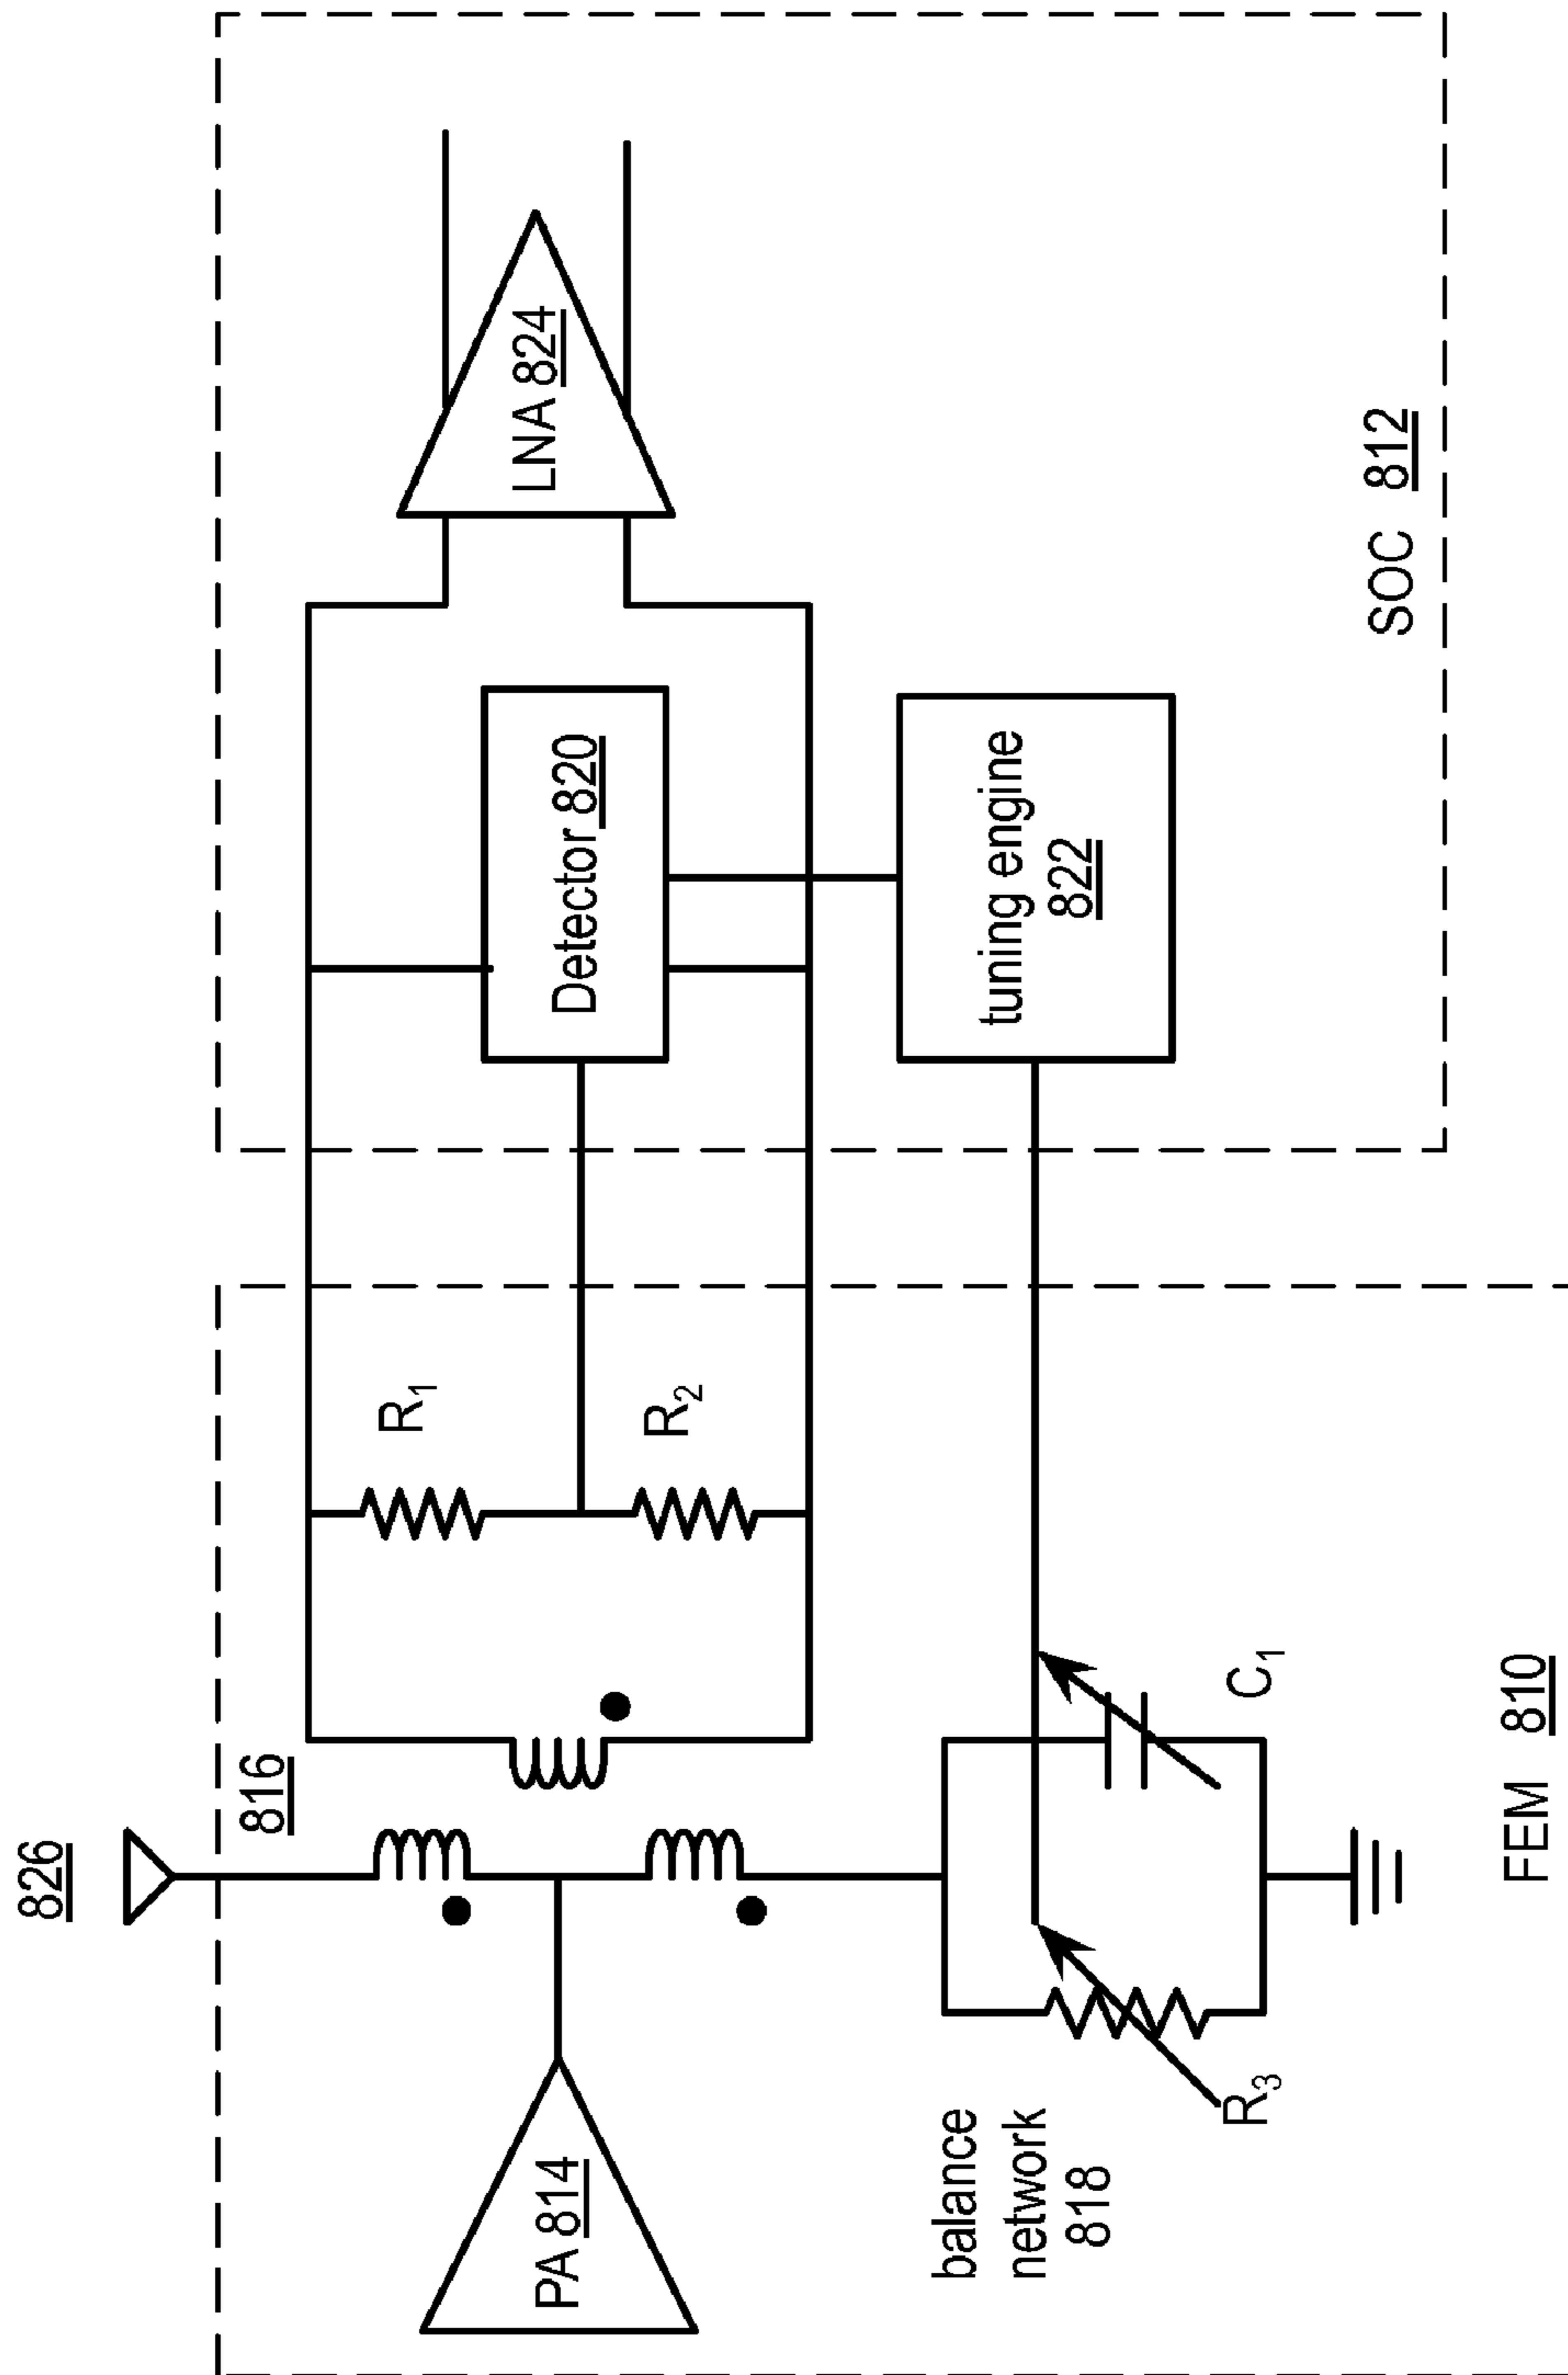 826
816
PA 814
R₁
R₂
Detector 820
LNA 824
balance
network
818
R₃
C₁
tuning engine
822
FEM 810
SOC 812